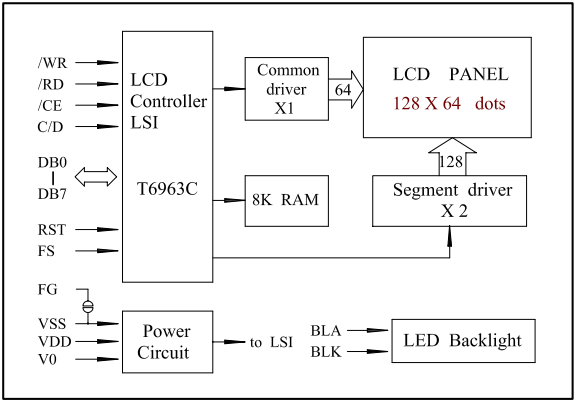 /WR
/RD
/CE
C/D
DB0
DB7
RST
FS
FG
VSS
VDD
V0
LCD
Controller
LSI
T6963C
Common
driver
X1
64
LCD PANEL
128 X 64 dots
128
8K RAM
Segment driver
X 2
Power
Circuit
to LSI
BLA
BLK
LED Backlight